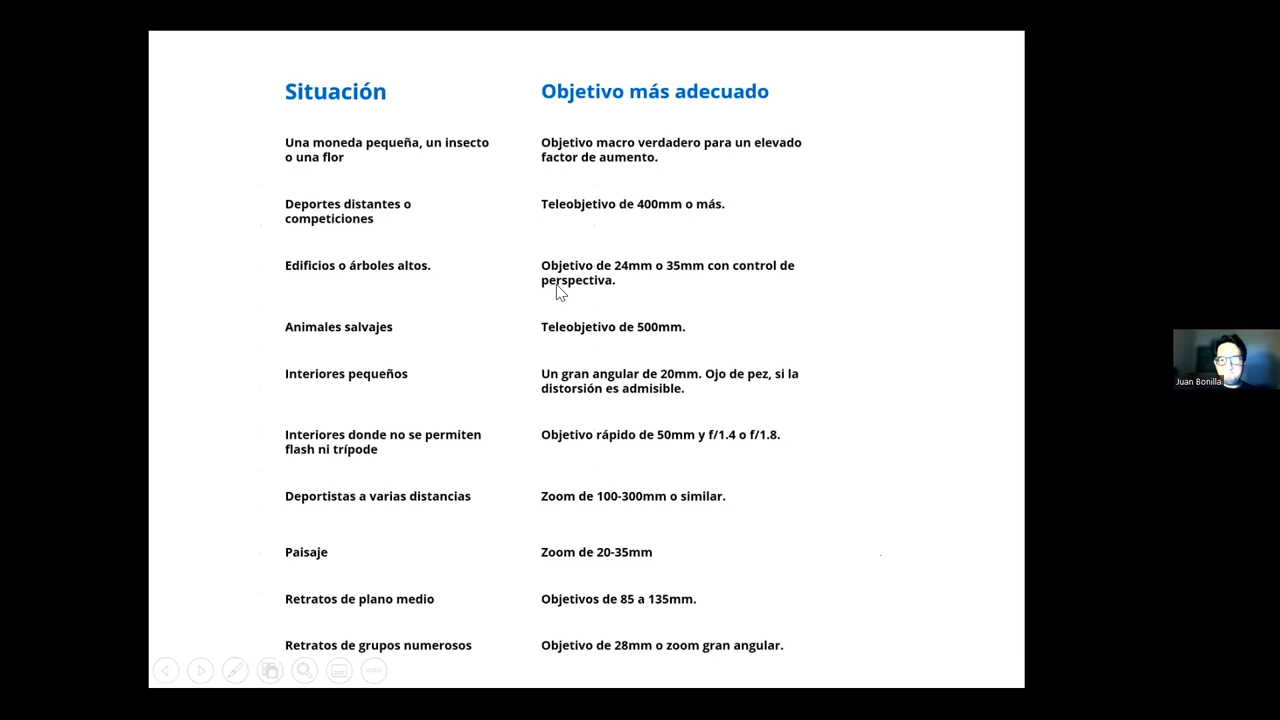 Situación
Objetivo más adecuado
Una moneda pequeña, un insecto
o una flor
Objetivo macro verdadero para un elevado
factor de aumento.
Deportes distantes o
competiciones
Teleobjetivo de 400mm o más.
Edificios o árboles altos.
Objetivo de 24mm o 35mm con control de
perspectiva.
Animales salvajes
Teleobjetivo de 500mm.
Interiores pequeños
Un gran angular de 20mm. Ojo de pez, si la
distorsión es admisible.
Interiores donde no se permiten
flash ni trípode
Objetivo rápido de 50mm y f/1.4 o f/1.8.
Deportistas a varias distancias
Zoom de 100-300mm o similar.
Paisaje
Zoom de 20-35mm
Retratos de plano medio
Objetivos de 85 a 135mm.
Retratos de grupos numerosos
Objetivo de 28mm o zoom gran angular.
Juan Bonilla